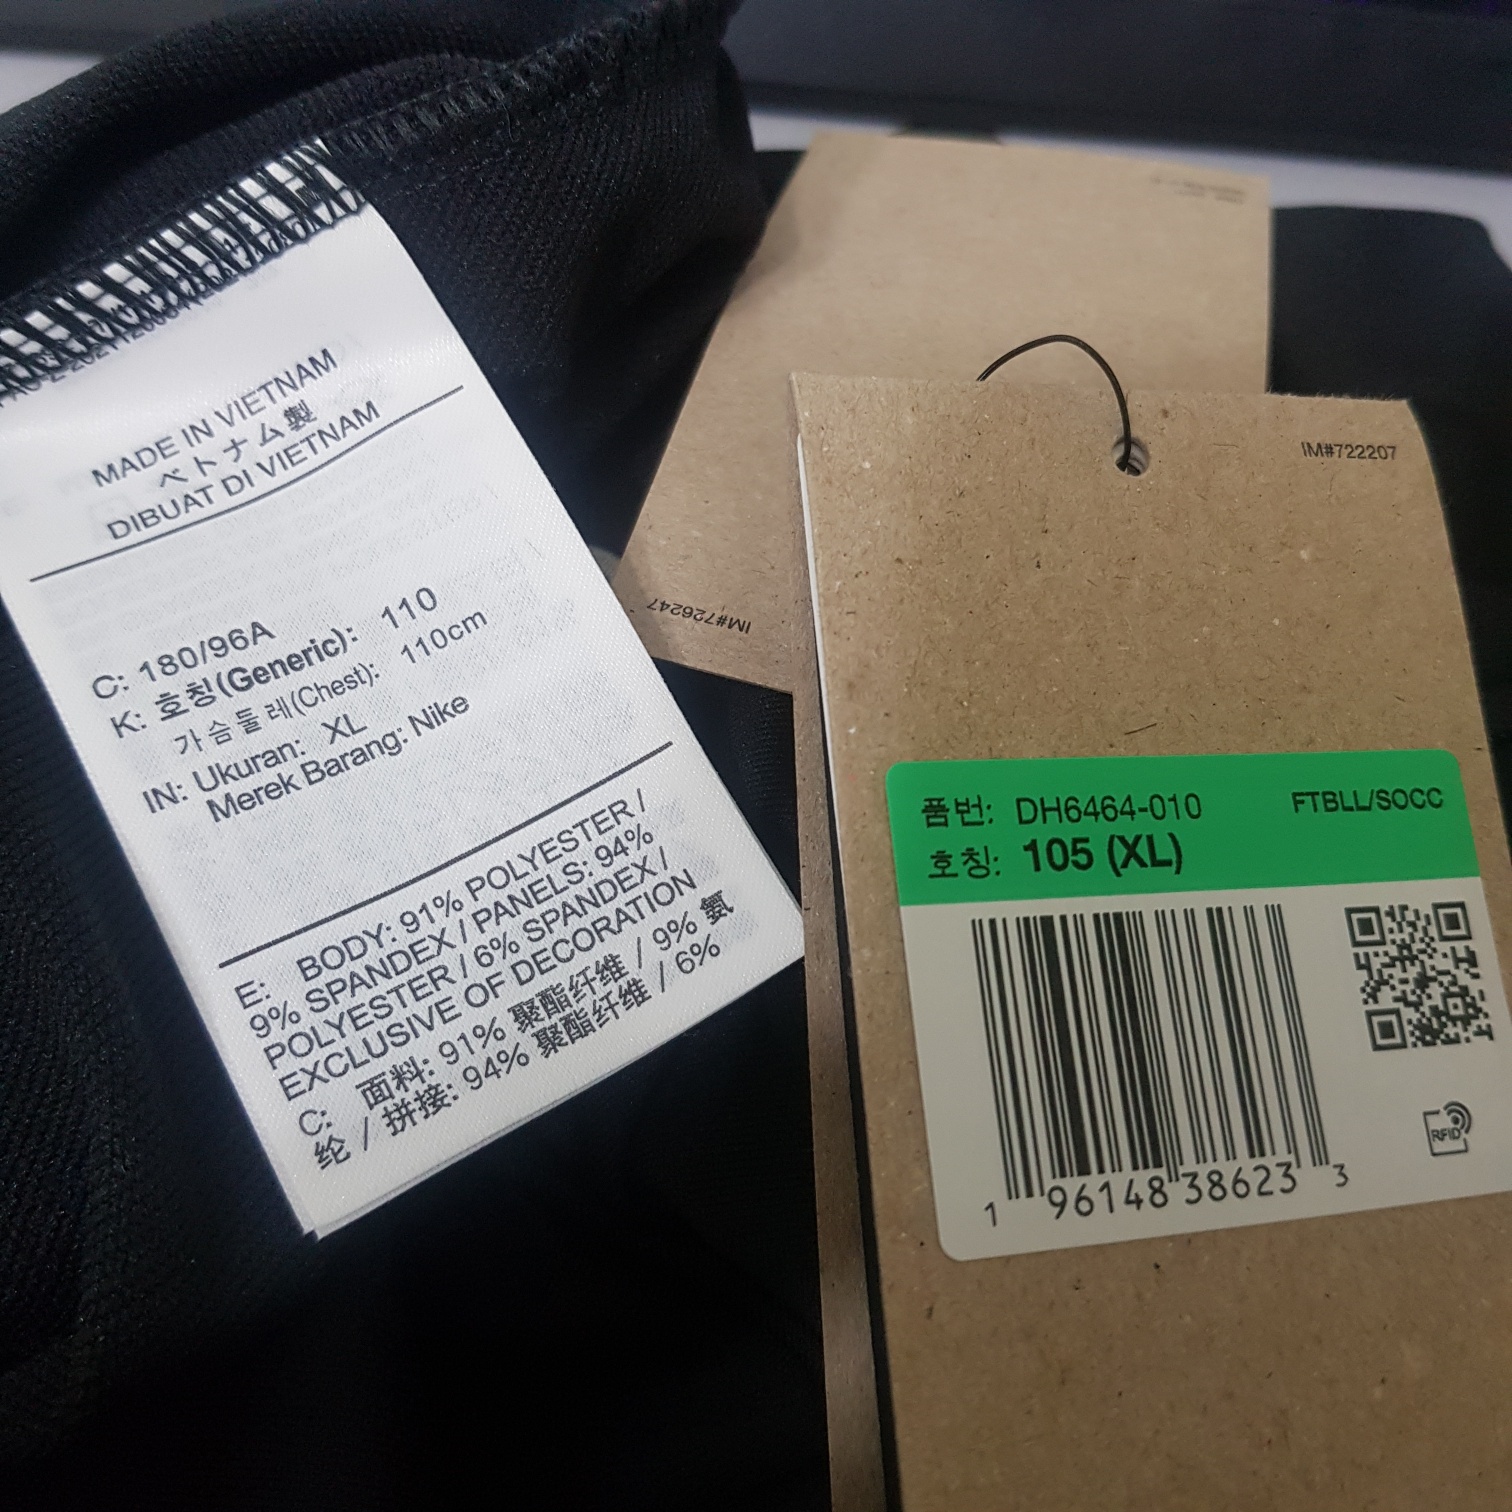 MADE IN VIETNAM
ベトナム製
DIBUAT DI VIETNAM
C: 180/96A
K: 호칭(Generic): 110
가슴둘레(Chest): 110cm
IN: Ukuran: XL
Merek Barang: Nike
E: BODY: 91% POLYESTER /
9% SPANDEX / PANELS: 94%
POLYESTER / 6% SPANDEX /
EXCLUSIVE OF DECORATION
C: 面料: 91% 聚酯纤维 / 9% 氨
纶 / 拼接: 94% 聚酯纤维 / 6%
IM#726247
IM#722207
품번: DH6464-010 FTBLL/SOCC
호칭: 105 (XL)
1 96148 38623 3
RFID